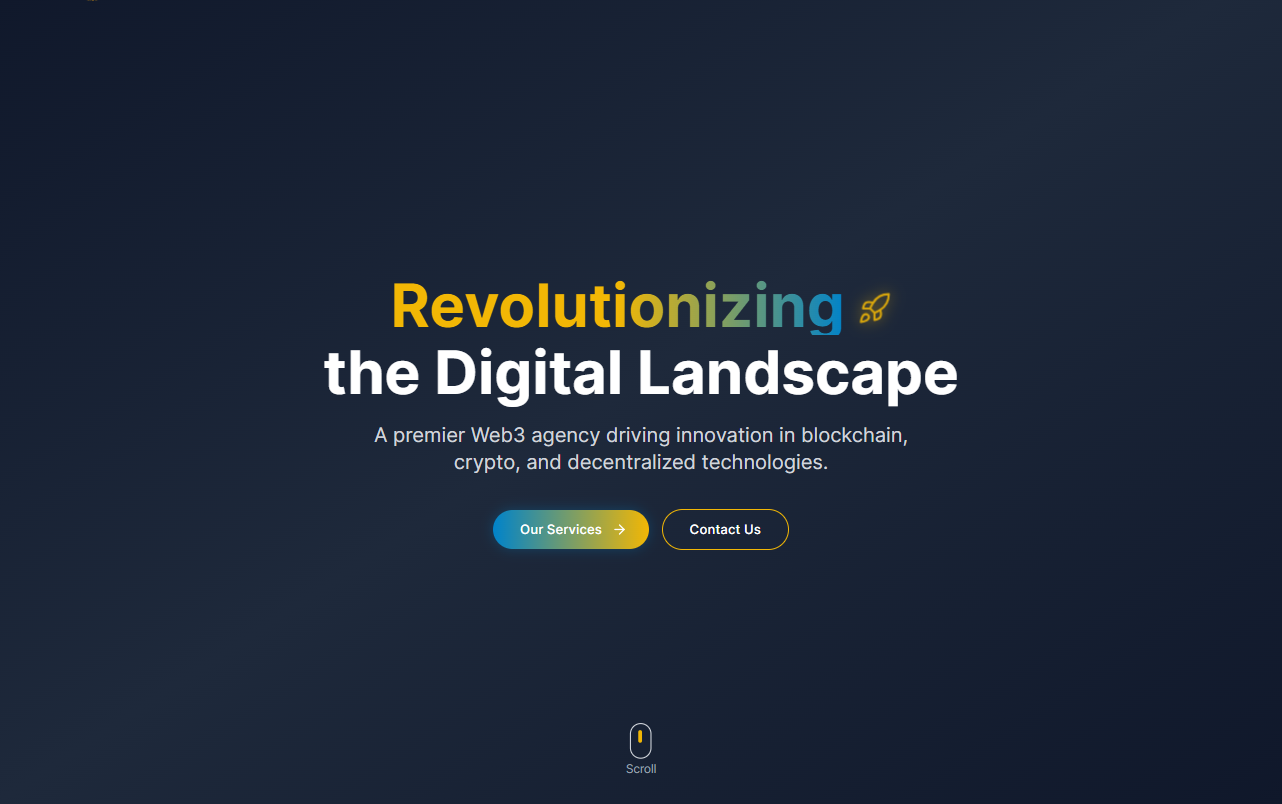 Revolutionizing
the Digital Landscape
A premier Web3 agency driving innovation in blockchain,
crypto, and decentralized technologies.
Our Services
Contact Us
Scroll